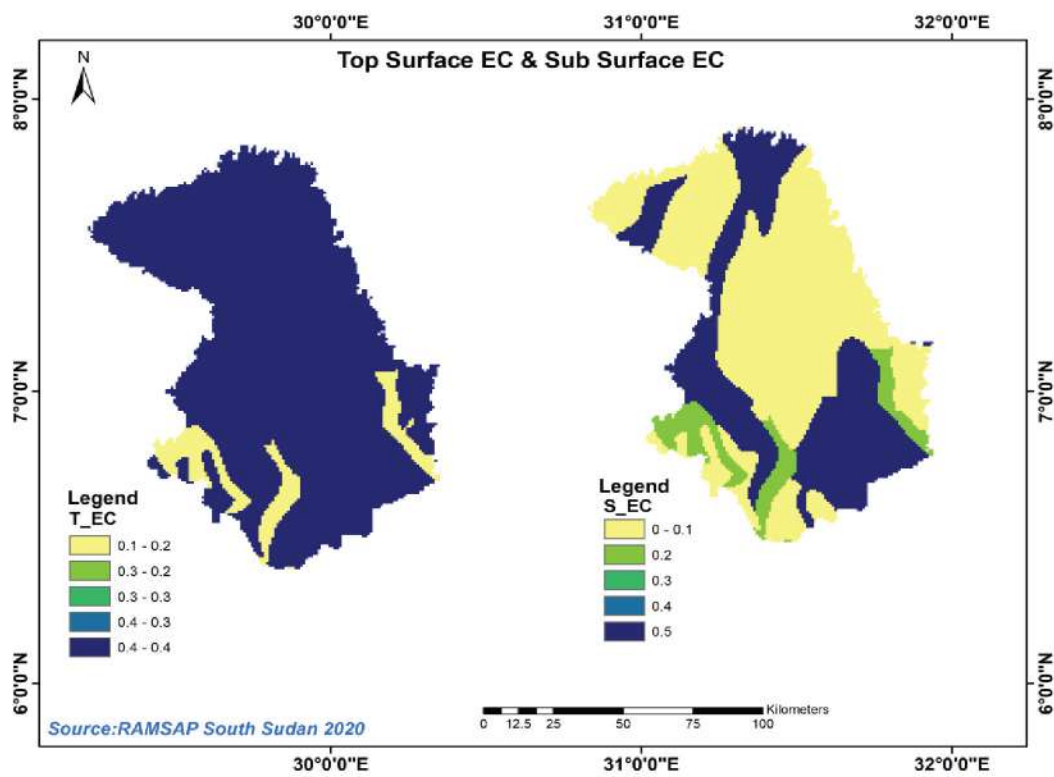 30°0'0"E 31°0'0"E 32°0'0"E
Top Surface EC & Sub Surface EC
N
8°0'0"N 8°0'0"N
7°0'0"N 7°0'0"N
Legend
T_EC
0.1 - 0.2
0.3 - 0.2
0.3 - 0.3
0.4 - 0.3
0.4 - 0.4
Legend
S_EC
0 - 0.1
0.2
0.3
0.4
0.5
6°0'0"N 6°0'0"N
Source:RAMSAP South Sudan 2020
Kilometers
0 12.5 25 50 75 100
30°0'0"E 31°0'0"E 32°0'0"E